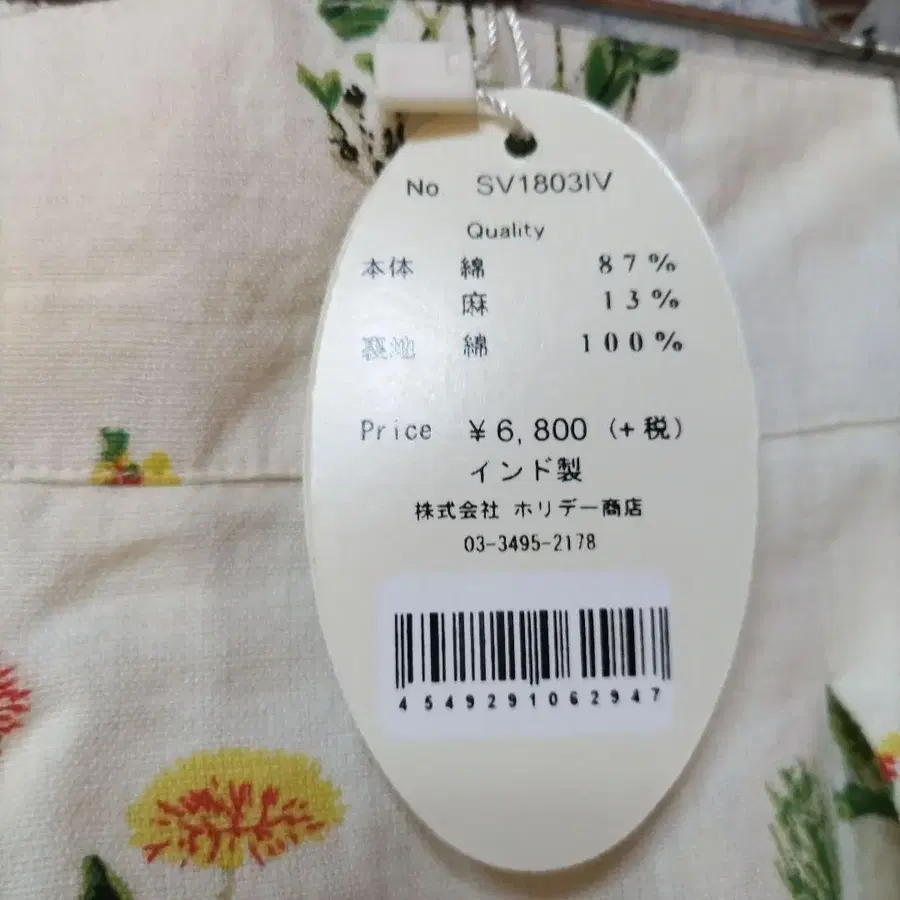 No. SV1803IV
Quality
本体 綿 87%
麻 13%
裏地 綿 100%
Price ¥6,800 (+税)
インド製
株式会社 ホリデー商店
03-3495-2178
4549291062947